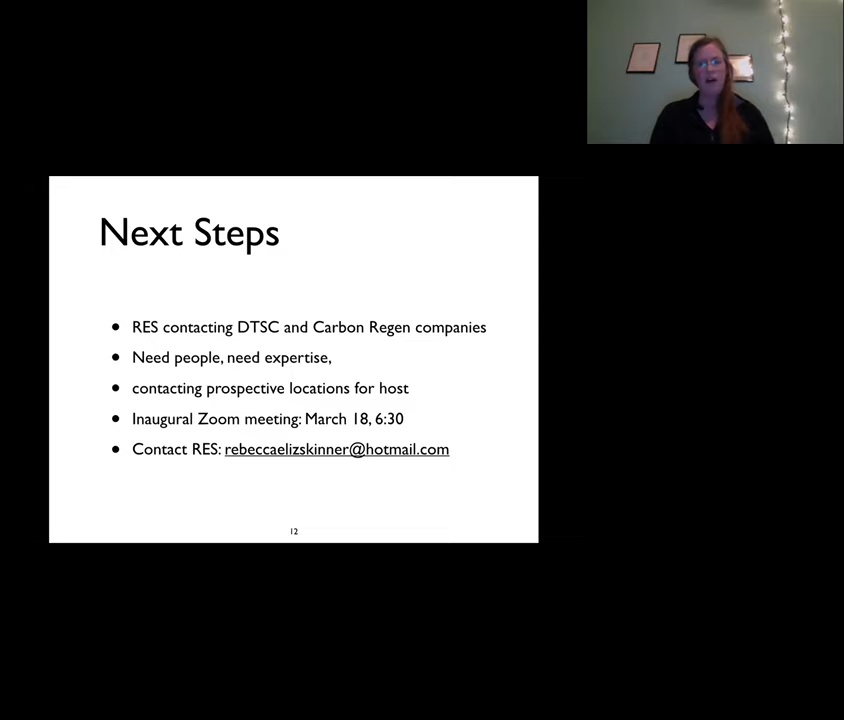 Next Steps
• RES contacting DTSC and Carbon Regen companies
• Need people, need expertise,
• contacting prospective locations for host
• Inaugural Zoom meeting: March 18, 6:30
• Contact RES: rebeccaelizskinner@hotmail.com
12